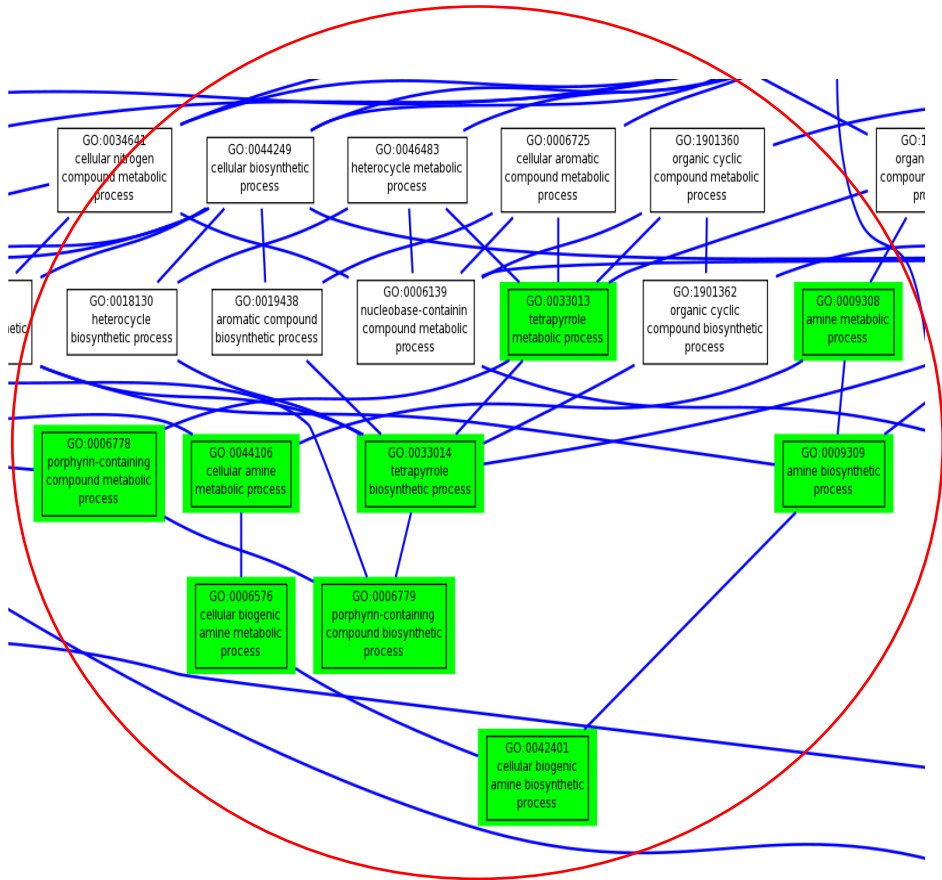 GO:0034641
cellular nitrogen
compound metabolic
process
GO:0044249
cellular biosynthetic
process
GO:0046483
heterocycle metabolic
process
GO:0006725
cellular aromatic
compound metabolic
process
GO:1901360
organic cyclic
compound metabolic
process
GO:0018130
heterocycle
biosynthetic process
GO:0019438
aromatic compound
biosynthetic process
GO:0006139
nucleobase-containin
compound metabolic
process
GO:0033013
tetrapyrrole
metabolic process
GO:1901362
organic cyclic
compound biosynthetic
process
GO:0009308
amine metabolic
process
GO:0006778
porphyrin-containing
compound metabolic
process
GO:0044106
cellular amine
metabolic process
GO:0033014
tetrapyrrole
biosynthetic process
GO:0009309
amine biosynthetic
process
GO:0006576
cellular biogenic
amine metabolic
process
GO:0006779
porphyrin-containing
compound biosynthetic
process
GO:0042401
cellular biogenic
amine biosynthetic
process